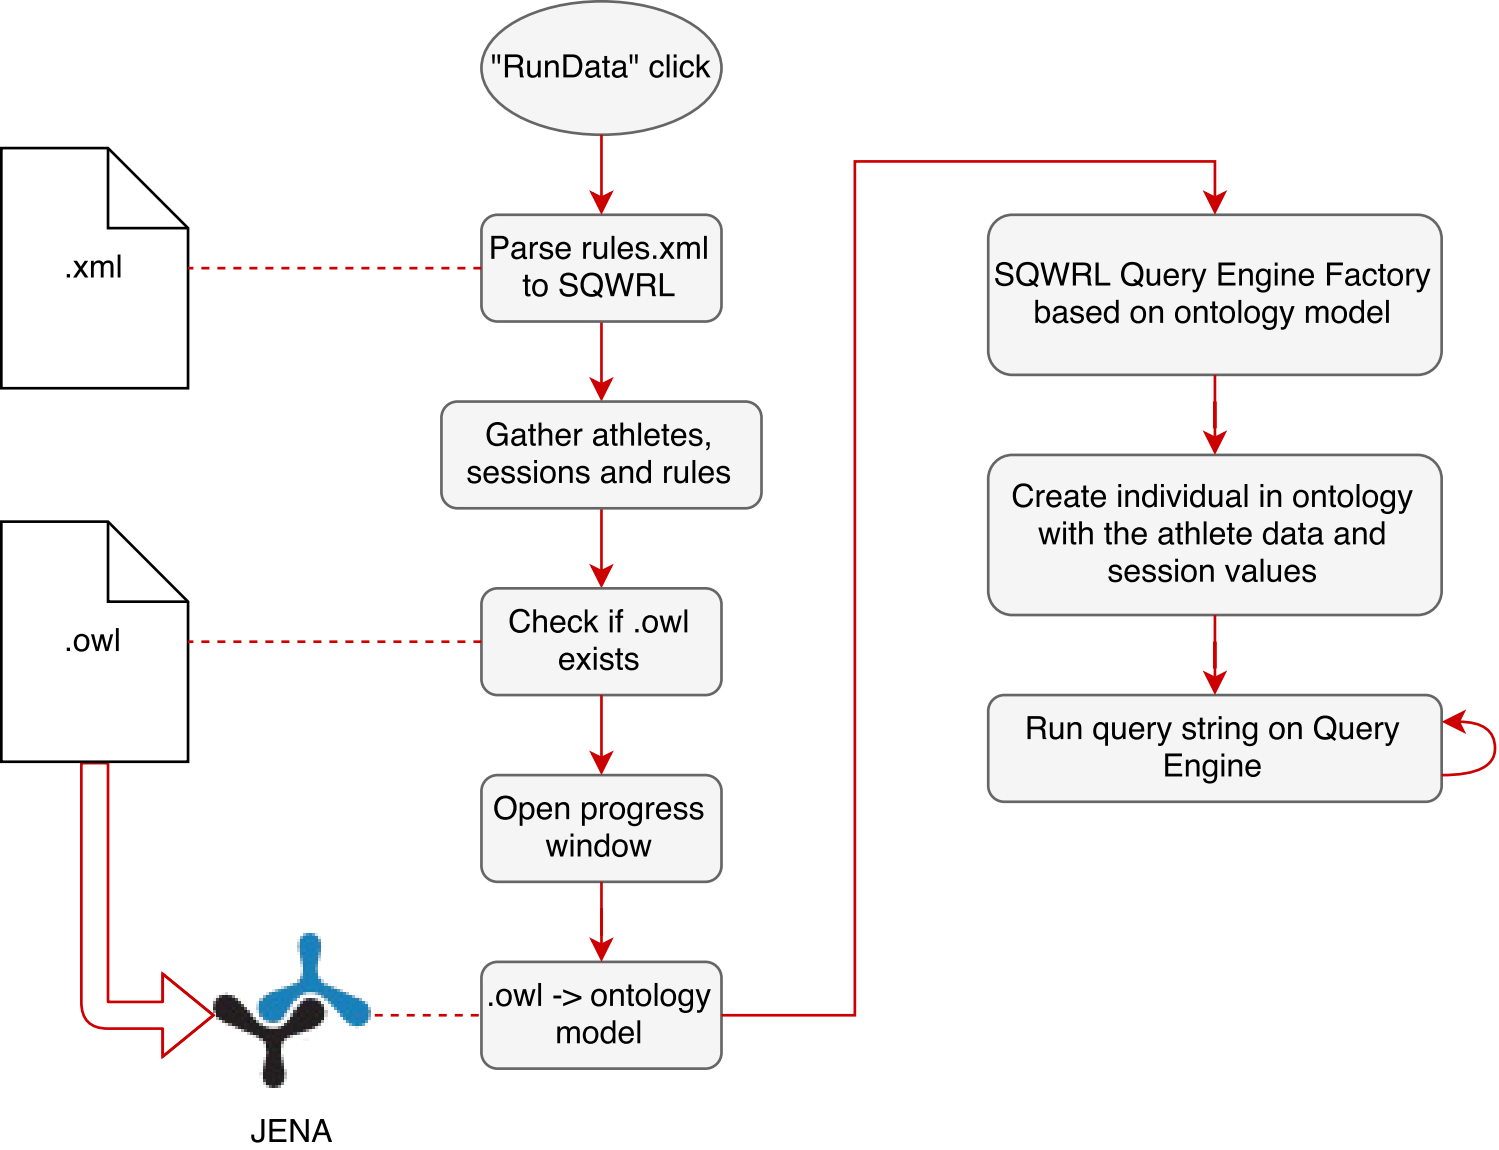 "RunData" click
.xml
Parse rules.xml
to SQWRL
Gather athletes,
sessions and rules
.owl
Check if .owl
exists
Open progress
window
.owl -> ontology
model
JENA
SQWRL Query Engine Factory
based on ontology model
Create individual in ontology
with the athlete data and
session values
Run query string on Query
Engine